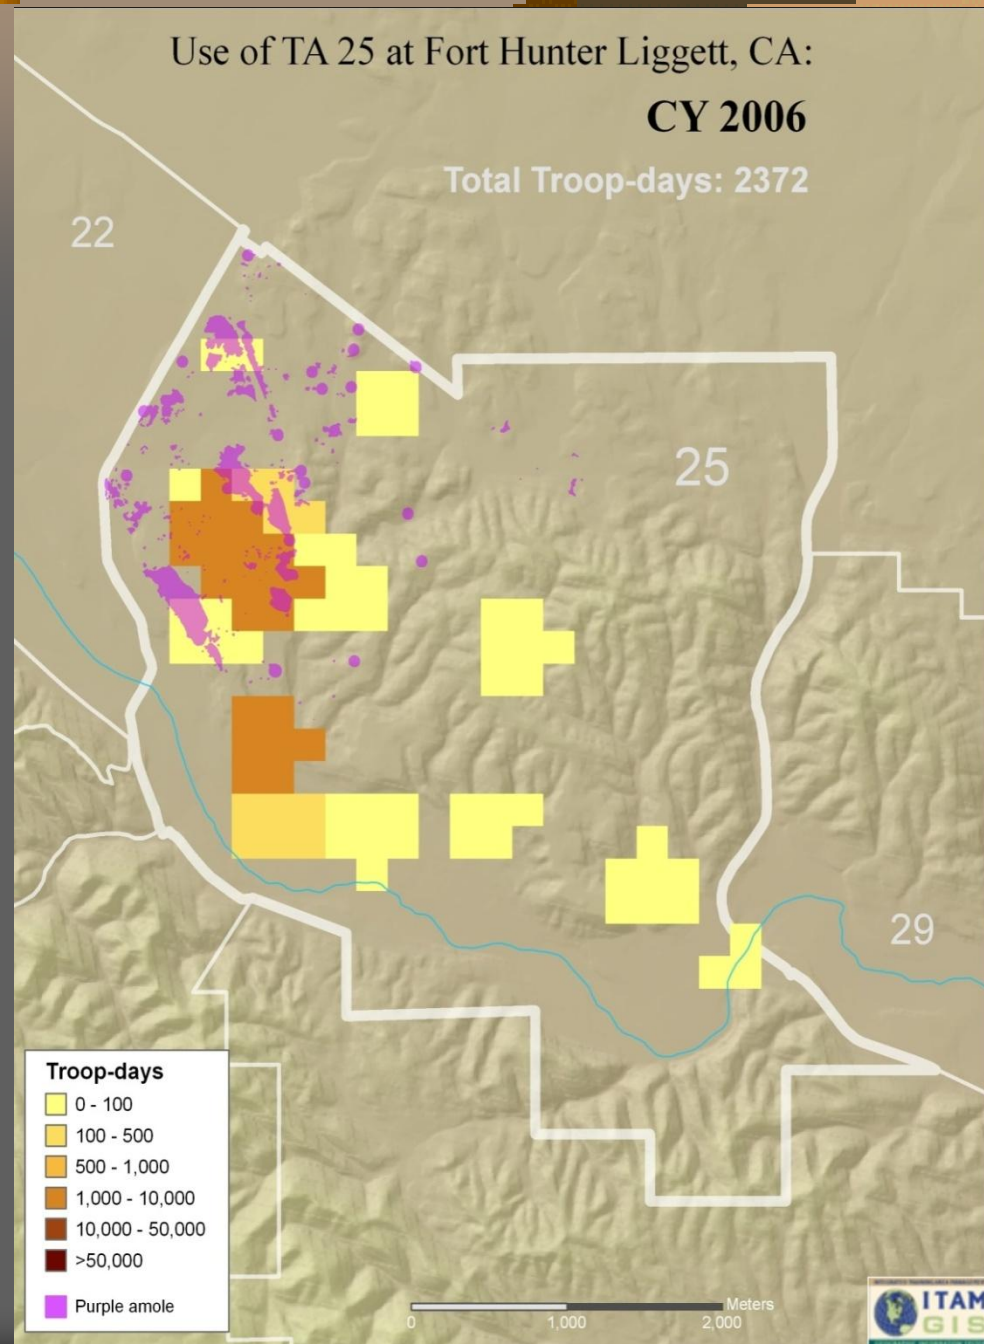 Use of TA 25 at Fort Hunter Liggett, CA:
CY 2006
Total Troop-days: 2372
22
25
29
Troop-days
0 - 100
100 - 500
500 - 1,000
1,000 - 10,000
10,000 - 50,000
>50,000
Purple amole
Meters
0 1,000 2,000
ITAM
GIS